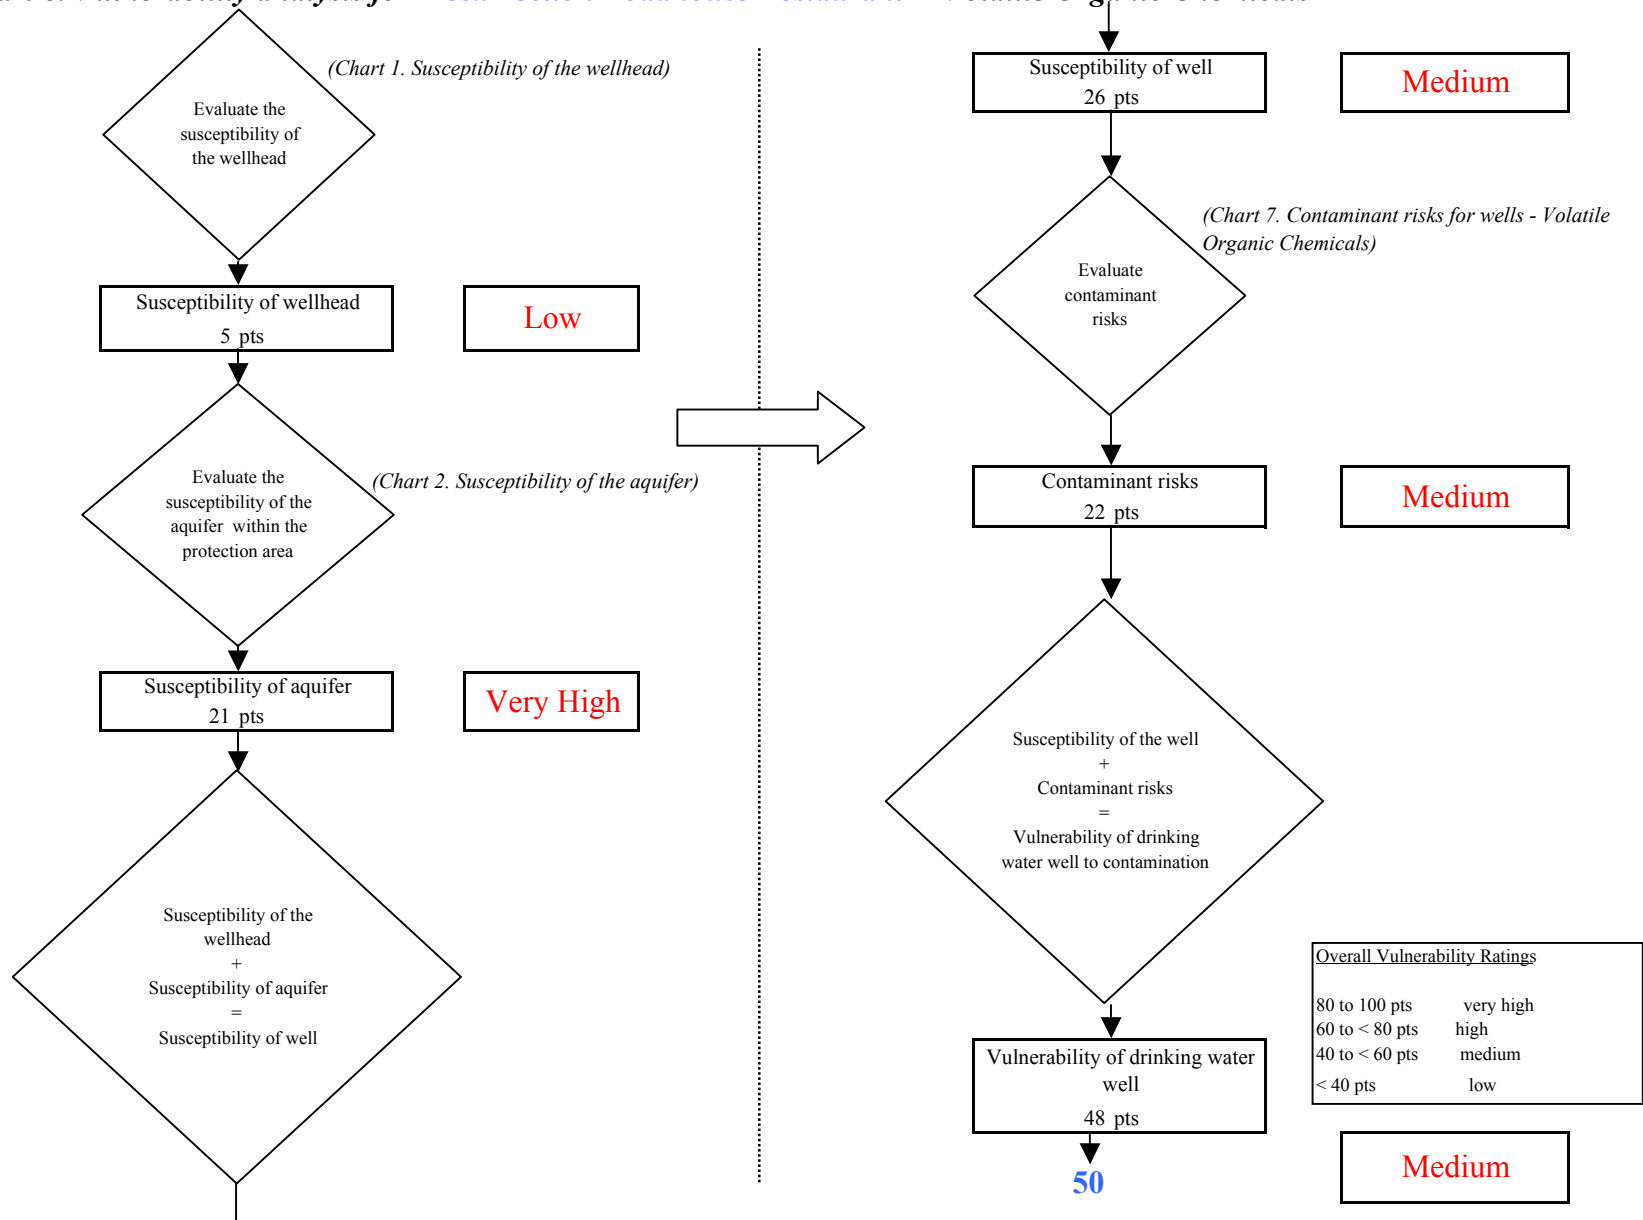 (Chart 1. Susceptibility of the wellhead)
Evaluate the
susceptibility of
the wellhead
Susceptibility of wellhead
5 pts
Low
Evaluate the
susceptibility of the
aquifer within the
protection area
(Chart 2. Susceptibility of the aquifer)
Susceptibility of aquifer
21 pts
Very High
Susceptibility of the
wellhead
+
Susceptibility of aquifer
=
Susceptibility of well
Susceptibility of well
26 pts
Medium
(Chart 7. Contaminant risks for wells - Volatile
Organic Chemicals)
Evaluate
contaminant
risks
Contaminant risks
22 pts
Medium
Susceptibility of the well
+
Contaminant risks
=
Vulnerability of drinking
water well to contamination
Overall Vulnerability Ratings
80 to 100 pts very high
60 to < 80 pts high
40 to < 60 pts medium
< 40 pts low
Vulnerability of drinking water
well
48 pts
50
Medium